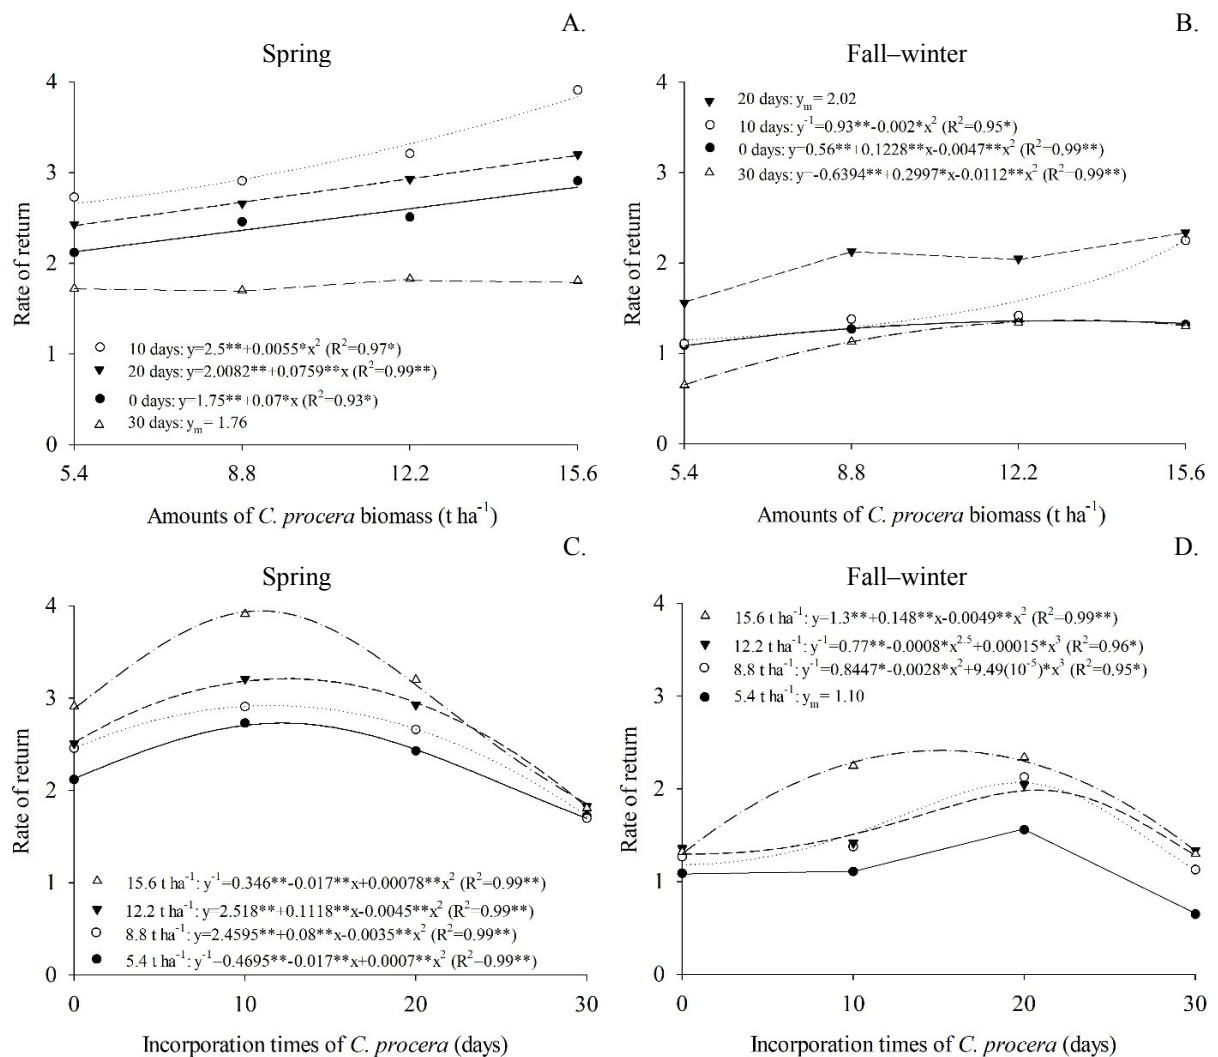 A.
Spring
4
3
2
1
0
Rate of return
10 days: y=2.5**+0.0055*x² (R²=0.97*)
20 days: y=2.0082**+0.0759**x (R²=0.99**)
0 days: y=1.75**+0.07*x (R²=0.93*)
30 days: yₘ= 1.76
5.4 8.8 12.2 15.6
Amounts of C. procera biomass (t ha⁻¹)
B.
Fall–winter
20 days: yₘ= 2.02
10 days: y⁻¹=0.93**-0.002*x² (R²=0.95*)
0 days: y=0.56**+0.1228**x-0.0047**x² (R²=0.99**)
30 days: y=-0.6394**+0.2997*x-0.0112**x² (R²=0.99**)
4
3
2
1
0
Rate of return
5.4 8.8 12.2 15.6
Amounts of C. procera biomass (t ha⁻¹)
C.
Spring
4
3
2
1
0
Rate of return
15.6 t ha⁻¹: y⁻¹=0.346**-0.017**x+0.00078**x² (R²=0.99**)
12.2 t ha⁻¹: y=2.518**+0.1118**x-0.0045**x² (R²=0.99**)
8.8 t ha⁻¹: y=2.4595**+0.08**x-0.0035**x² (R²=0.99**)
5.4 t ha⁻¹: y⁻¹=0.4695**-0.017**x+0.0007**x² (R²=0.99**)
0 10 20 30
Incorporation times of C. procera (days)
D.
Fall–winter
15.6 t ha⁻¹: y=1.3**+0.148**x-0.0049**x² (R²=0.99**)
12.2 t ha⁻¹: y⁻¹=0.77**-0.0008*x²·⁵+0.00015*x³ (R²=0.96*)
8.8 t ha⁻¹: y⁻¹=0.8447*-0.0028*x²+9.49(10⁻⁵)*x³ (R²=0.95*)
5.4 t ha⁻¹: yₘ= 1.10
4
3
2
1
0
Rate of return
0 10 20 30
Incorporation times of C. procera (days)